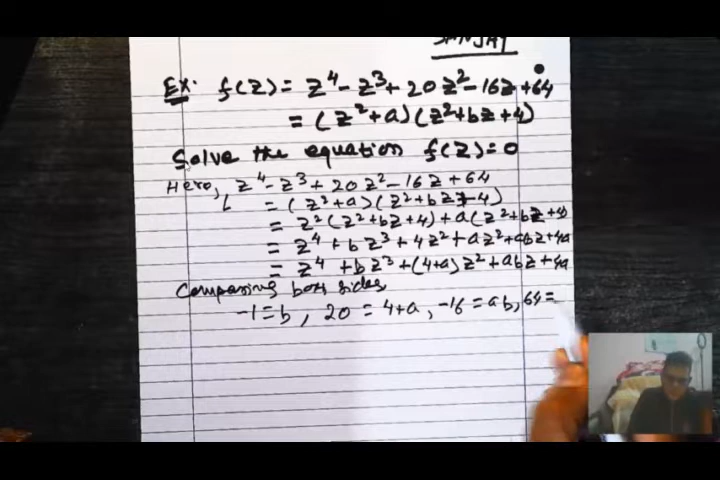 SANJAY
EX: f(z) = z⁴ - z³ + 20z² - 16z + 64
= (z² + a)(z² + bz + 4)
Solve the equation f(z) = 0
Here, z⁴ - z³ + 20z² - 16z + 64
= (z² + a)(z² + bz + 4)
= z²(z² + bz + 4) + a(z² + bz + 4)
= z⁴ + bz³ + 4z² + az² + abz + 4a
= z⁴ + bz³ + (4+a)z² + abz + 4a
Comparing both sides
-1 = b, 20 = 4+a, -16 = ab, 64 =